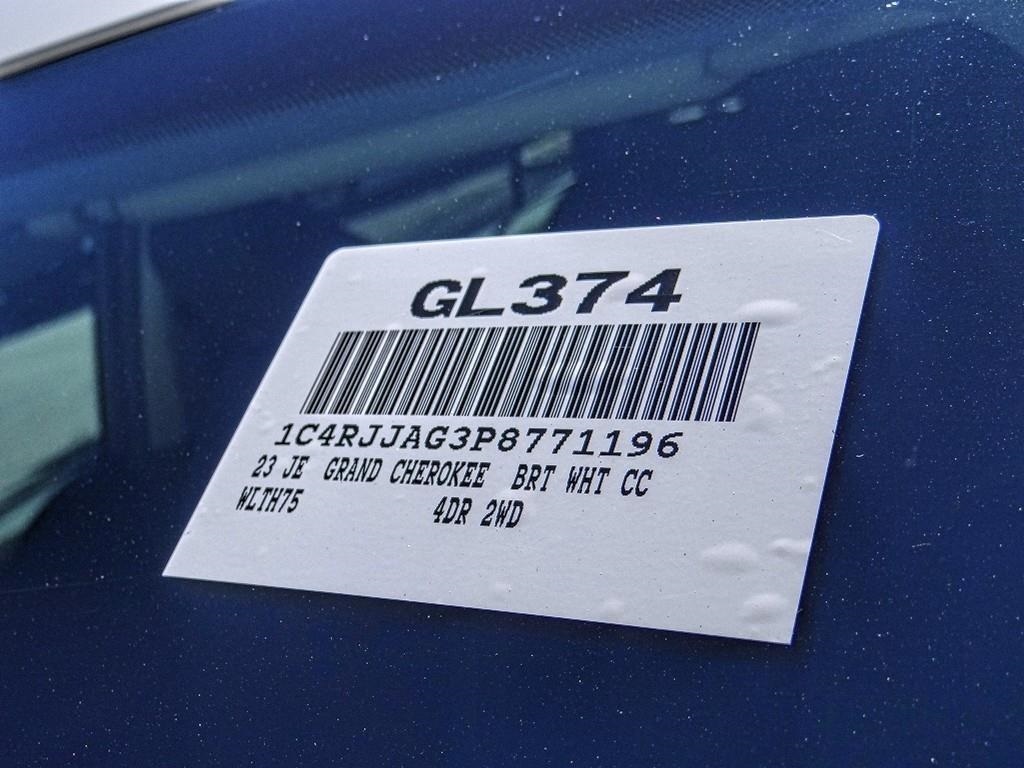 GL374
1C4RJJAG3P8771196
23 JE GRAND CHEROKEE BRT WHT CC
WLTH75 4DR 2WD